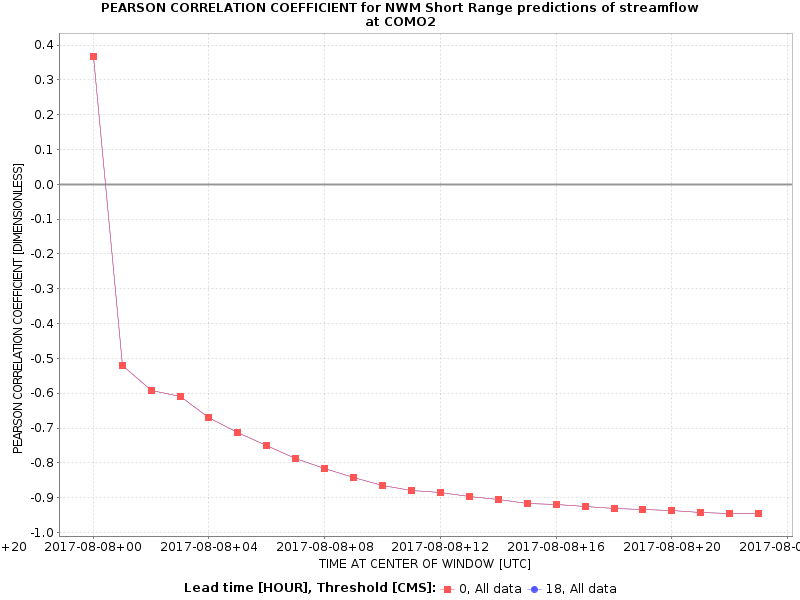 PEARSON CORRELATION COEFFICIENT for NWM Short Range predictions of streamflow
at COMO2
PEARSON CORRELATION COEFFICIENT [DIMENSIONLESS]
0.4
0.3
0.2
0.1
0.0
-0.1
-0.2
-0.3
-0.4
-0.5
-0.6
-0.7
-0.8
-0.9
-1.0
+20 2017-08-08+00 2017-08-08+04 2017-08-08+08 2017-08-08+12 2017-08-08+16 2017-08-08+20 2017-08-0
TIME AT CENTER OF WINDOW [UTC]
Lead time [HOUR], Threshold [CMS]: 0, All data 18, All data